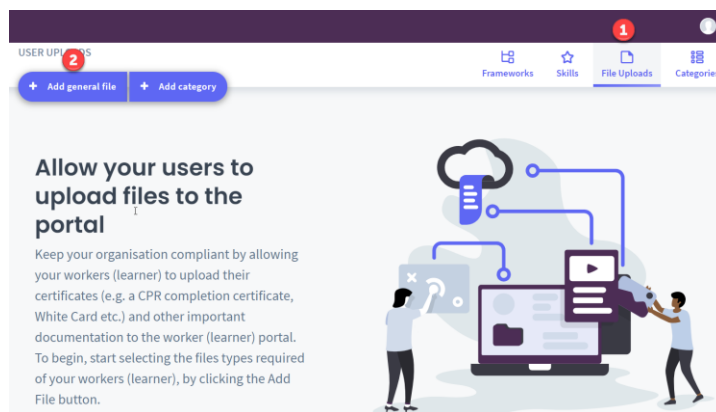 1
USER UPLOADS
2
Frameworks
Skills
File Uploads
Categories
+ Add general file
+ Add category
Allow your users to
upload files to the
portal
Keep your organisation compliant by allowing
your workers (learner) to upload their
certificates (e.g. a CPR completion certificate,
White Card etc.) and other important
documentation to the worker (learner) portal.
To begin, start selecting the files types required
of your workers (learner), by clicking the Add
File button.